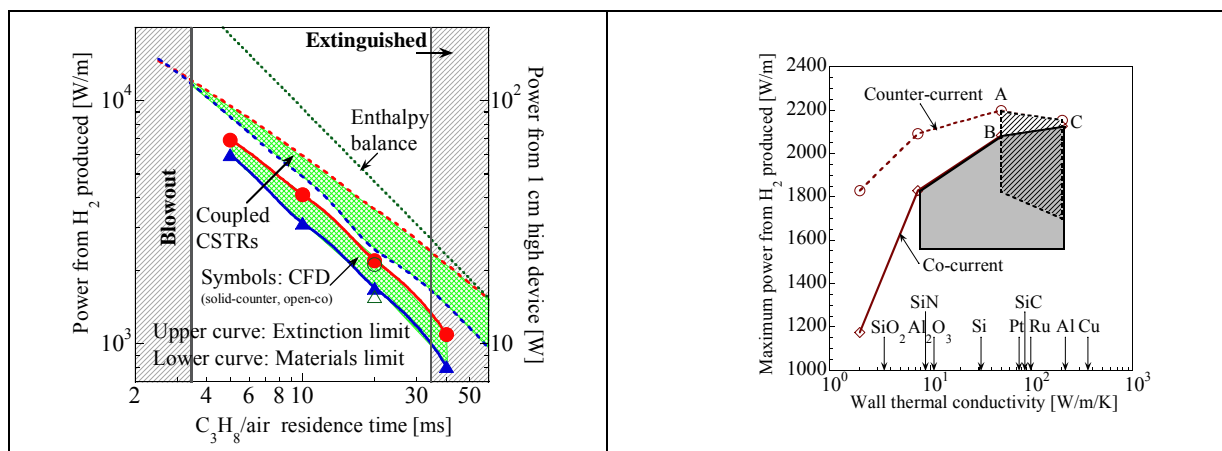 Extinguished
Power from H2 produced [W/m]
10^4
10^3
Blowout
Enthalpy
balance
Coupled
CSTRs
Symbols: CFD
(solid-counter, open-co)
Upper curve: Extinction limit
Lower curve: Materials limit
10^2
10
Power from 1 cm high device [W]
2 4 6 8 10 30 50
C3H8/air residence time [ms]
Maximum power from H2 produced [W/m]
2400
2200
2000
1800
1600
1400
1200
1000
Counter-current
A
B
C
Co-current
SiN SiC
SiO2 Al2O3 Si Pt Ru Al Cu
10^0 10^1 10^2 10^3
Wall thermal conductivity [W/m/K]